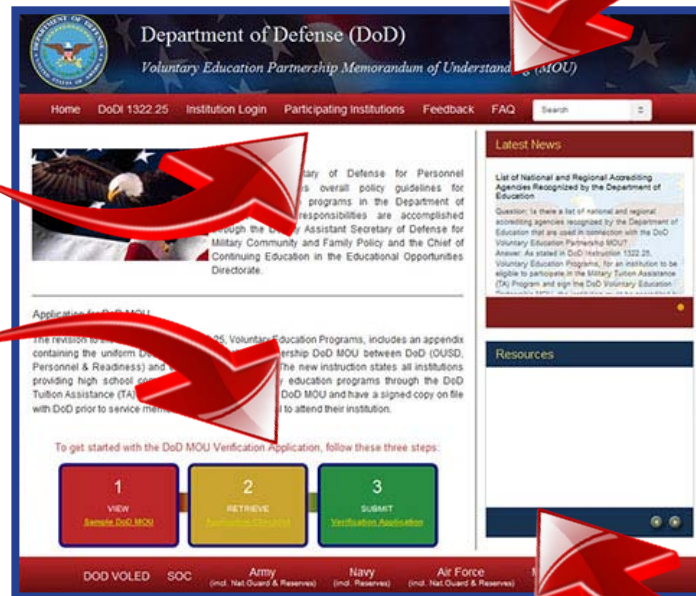 Department of Defense (DoD)
Voluntary Education Partnership Memorandum of Understanding (MOU)
Home DoDI 1322.25 Institution Login Participating Institutions Feedback FAQ Search
of Defense for Personnel
overall policy guidelines for
programs in the Department of
responsibilities are accomplished
through the Assistant Secretary of Defense for
Military Community and Family Policy and the Chief of
Continuing Education in the Educational Opportunities
Directorate.
Application for DoD MOU
The revision to 25, Voluntary Education Programs, includes an appendix
containing the uniform DoD MOU between DoD (OUSD,
Personnel & Readiness) and The new instruction states all institutions
providing high school education programs through the DoD
Tuition Assistance (TA) DoD MOU and have a signed copy on file
with DoD prior to service to attend their institution.
To get started with the DoD MOU Verification Application, follow these three steps:
1
VIEW
Sample DoD MOU
2
RETRIEVE
Application Checklist
3
SUBMIT
Verification Application
Latest News
List of National and Regional Accrediting
Agencies Recognized by the Department of
Education
Question: Is there a list of national and regional
accrediting agencies recognized by the Department of
Education that are used in connection with the DoD
Voluntary Education Partnership MOU?
Answer: As stated in DoD Instruction 1322.25,
Voluntary Education Programs, for an institution to be
eligible to participate in the Military Tuition Assistance
(TA) Program and sign the DoD Voluntary Education
Resources
DOD VOLED SOC Army Navy Air Force
(incl. Nat.Guard & Reserves) (incl. Reserves) (incl. Nat.Guard & Reserves)